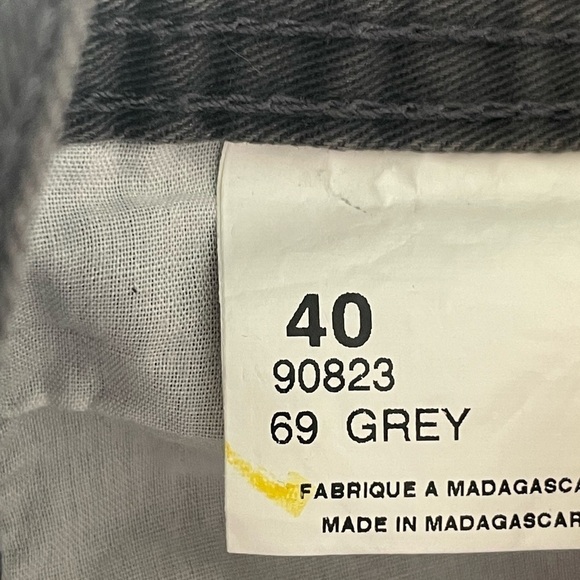 40
90823
69 GREY
FABRIQUE A MADAGASCA
MADE IN MADAGASCAR